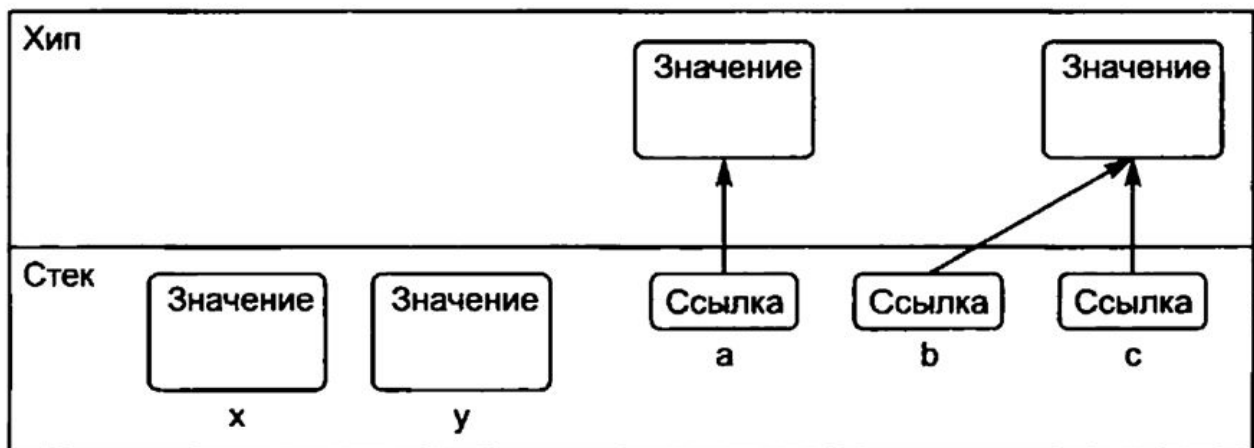 Хип
Значение
Значение
Стек
Значение
Значение
Ссылка
Ссылка
Ссылка
a
b
c
x
y